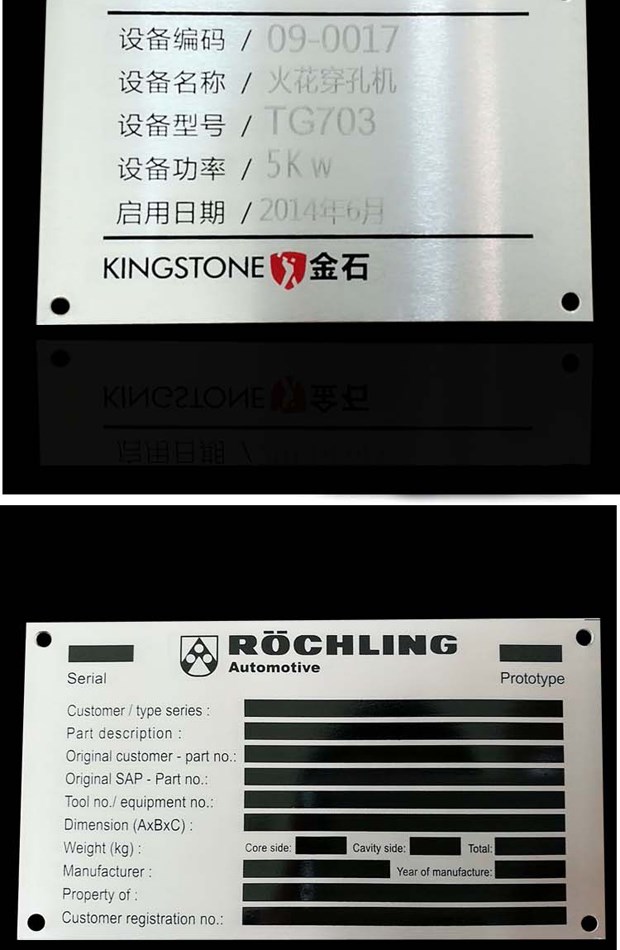 设备编码 / 09-0017
设备名称 / 火花穿孔机
设备型号 / TG703
设备功率 / 5Kw
启用日期 / 2014年6月
KINGSTONE 金石
RÖCHLING
Automotive
Serial
Prototype
Customer / type series :
Part description :
Original customer - part no.:
Original SAP - Part no.:
Tool no./ equipment no.:
Dimension (AxBxC) :
Weight (kg) : Core side: Cavity side: Total:
Manufacturer : Year of manufacture:
Property of :
Customer registration no.: